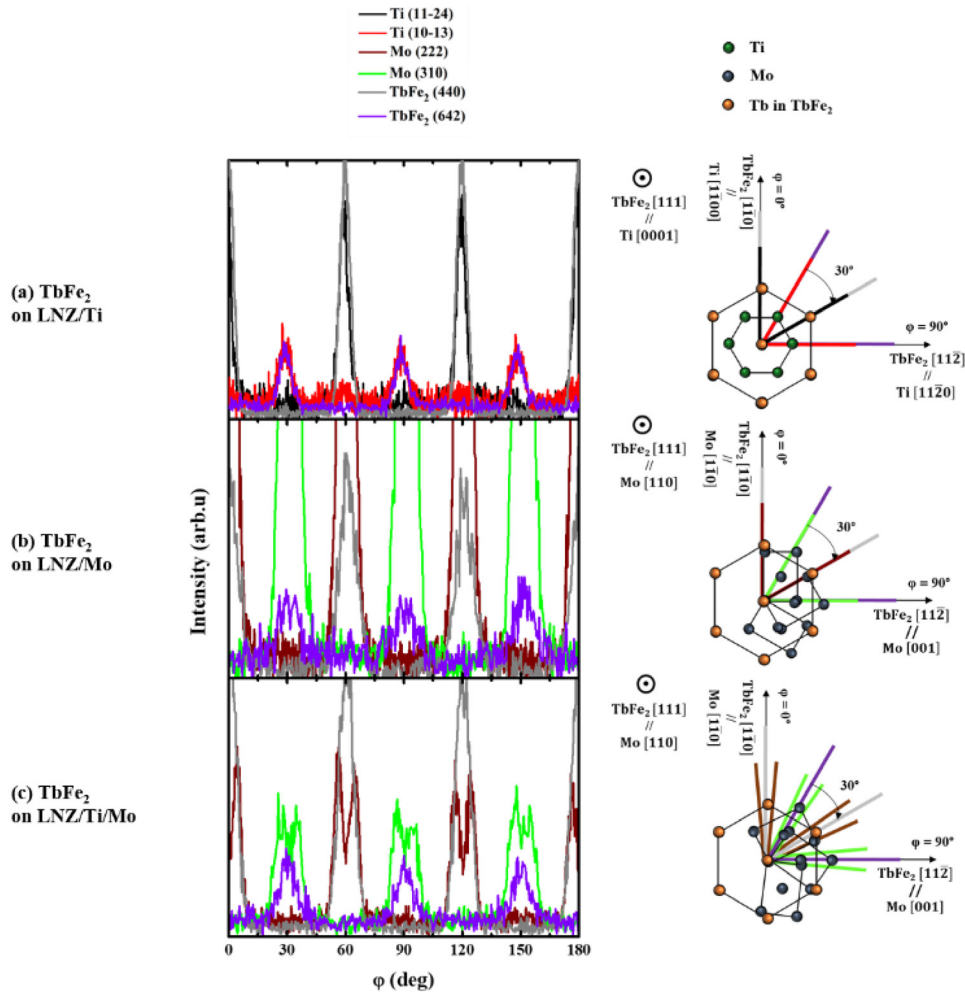 Ti (11-24)
Ti (10-13)
Mo (222)
Mo (310)
TbFe₂ (440)
TbFe₂ (642)
Ti
Mo
Tb in TbFe₂
(a) TbFe₂
on LNZ/Ti
(b) TbFe₂
on LNZ/Mo
(c) TbFe₂
on LNZ/Ti/Mo
Intensity (arb.u)
0 30 60 90 120 150 180
φ (deg)
TbFe₂ [111]
//
Ti [0001]
Ti [11̅00]
//
TbFe₂ [11̅0]
φ = 0°
30°
φ = 90°
TbFe₂ [112̅]
//
Ti [112̅0]
TbFe₂ [111]
//
Mo [110]
Mo [11̅0]
//
TbFe₂ [11̅0]
φ = 0°
30°
φ = 90°
TbFe₂ [112̅]
//
Mo [001]
TbFe₂ [111]
//
Mo [110]
Mo [11̅0]
//
TbFe₂ [11̅0]
φ = 0°
30°
φ = 90°
TbFe₂ [112̅]
//
Mo [001]